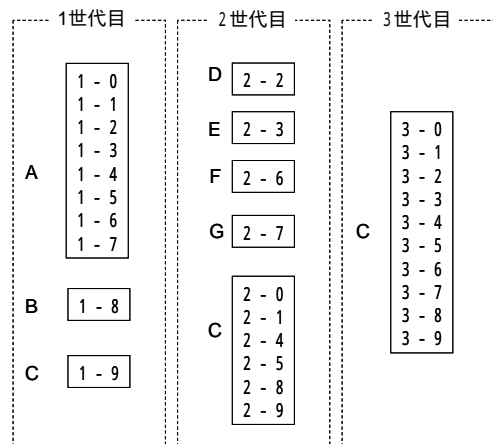 1世代目
A
1 - 0
1 - 1
1 - 2
1 - 3
1 - 4
1 - 5
1 - 6
1 - 7
B
1 - 8
C
1 - 9
2世代目
D
2 - 2
E
2 - 3
F
2 - 6
G
2 - 7
C
2 - 0
2 - 1
2 - 4
2 - 5
2 - 8
2 - 9
3世代目
C
3 - 0
3 - 1
3 - 2
3 - 3
3 - 4
3 - 5
3 - 6
3 - 7
3 - 8
3 - 9